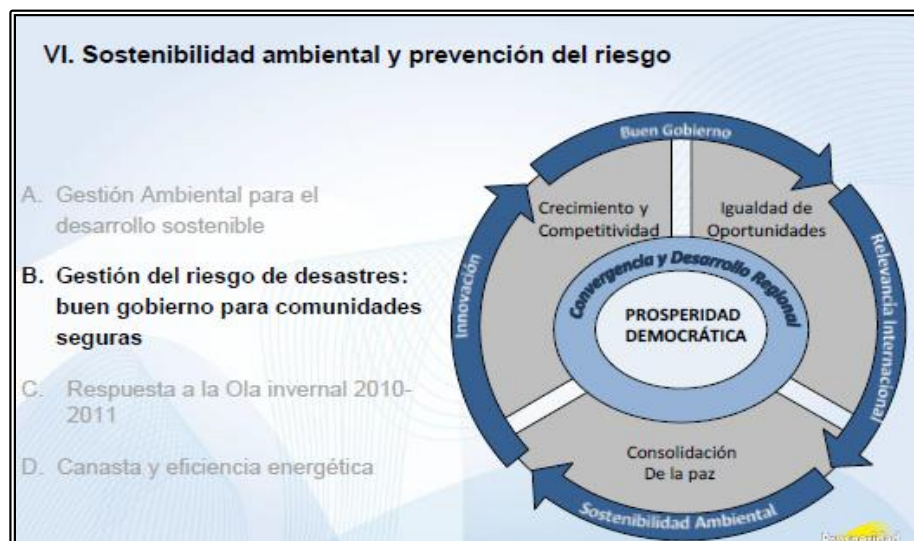 VI. Sostenibilidad ambiental y prevención del riesgo
A. Gestión Ambiental para el
desarrollo sostenible
B. Gestión del riesgo de desastres:
buen gobierno para comunidades
seguras
C. Respuesta a la Ola invernal 2010-
2011
D. Canasta y eficiencia energética
Buen Gobierno
Crecimiento y
Competitividad
Igualdad de
Oportunidades
Innovación
Relevancia Internacional
Convergencia y Desarrollo Regional
PROSPERIDAD
DEMOCRÁTICA
Consolidación
De la paz
Sostenibilidad Ambiental